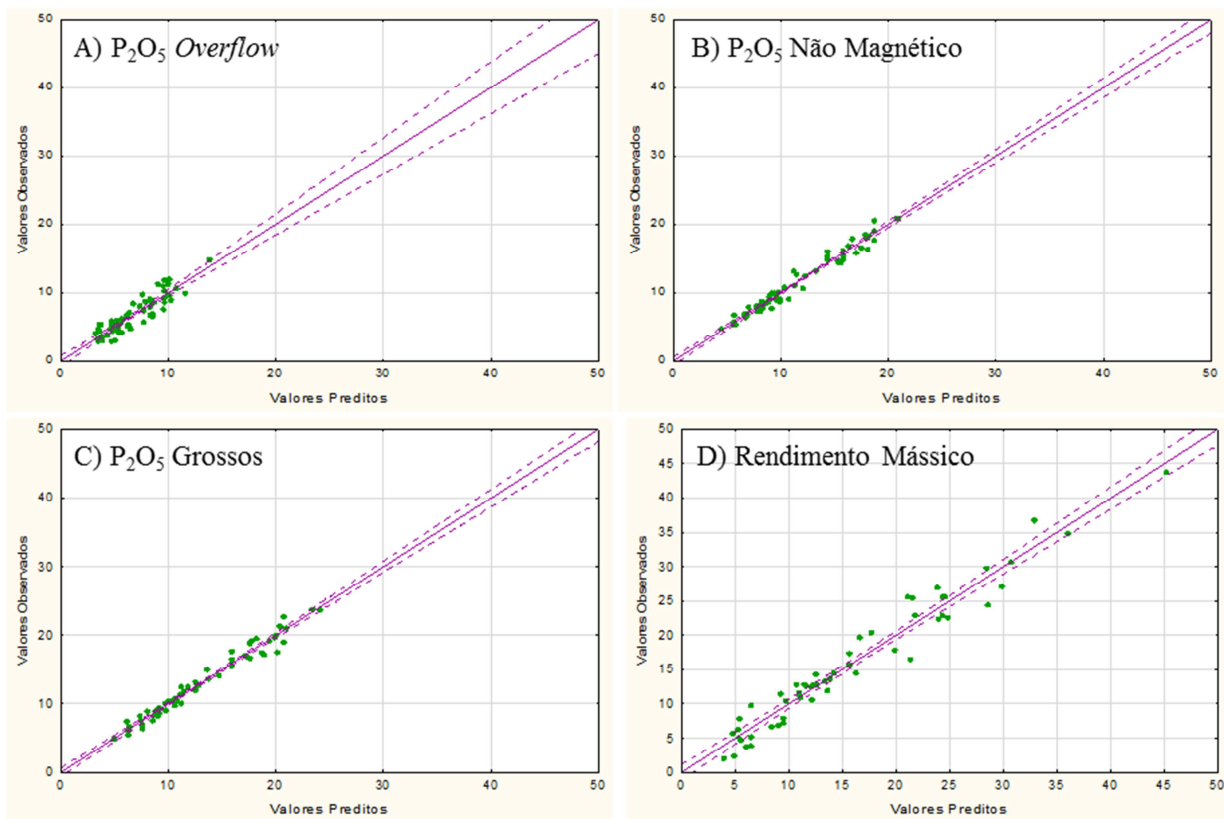 A) P₂O₅ Overflow
50
40
30
20
10
0
Valores Observados
0 10 20 30 40 50
Valores Preditos
B) P₂O₅ Não Magnético
50
40
30
20
10
0
Valores Observados
0 10 20 30 40 50
Valores Preditos
C) P₂O₅ Grossos
50
40
30
20
10
0
Valores Observados
0 10 20 30 40 50
Valores Preditos
D) Rendimento Mássico
50
45
40
35
30
25
20
15
10
5
0
Valores Observados
0 5 10 15 20 25 30 35 40 45 50
Valores Preditos